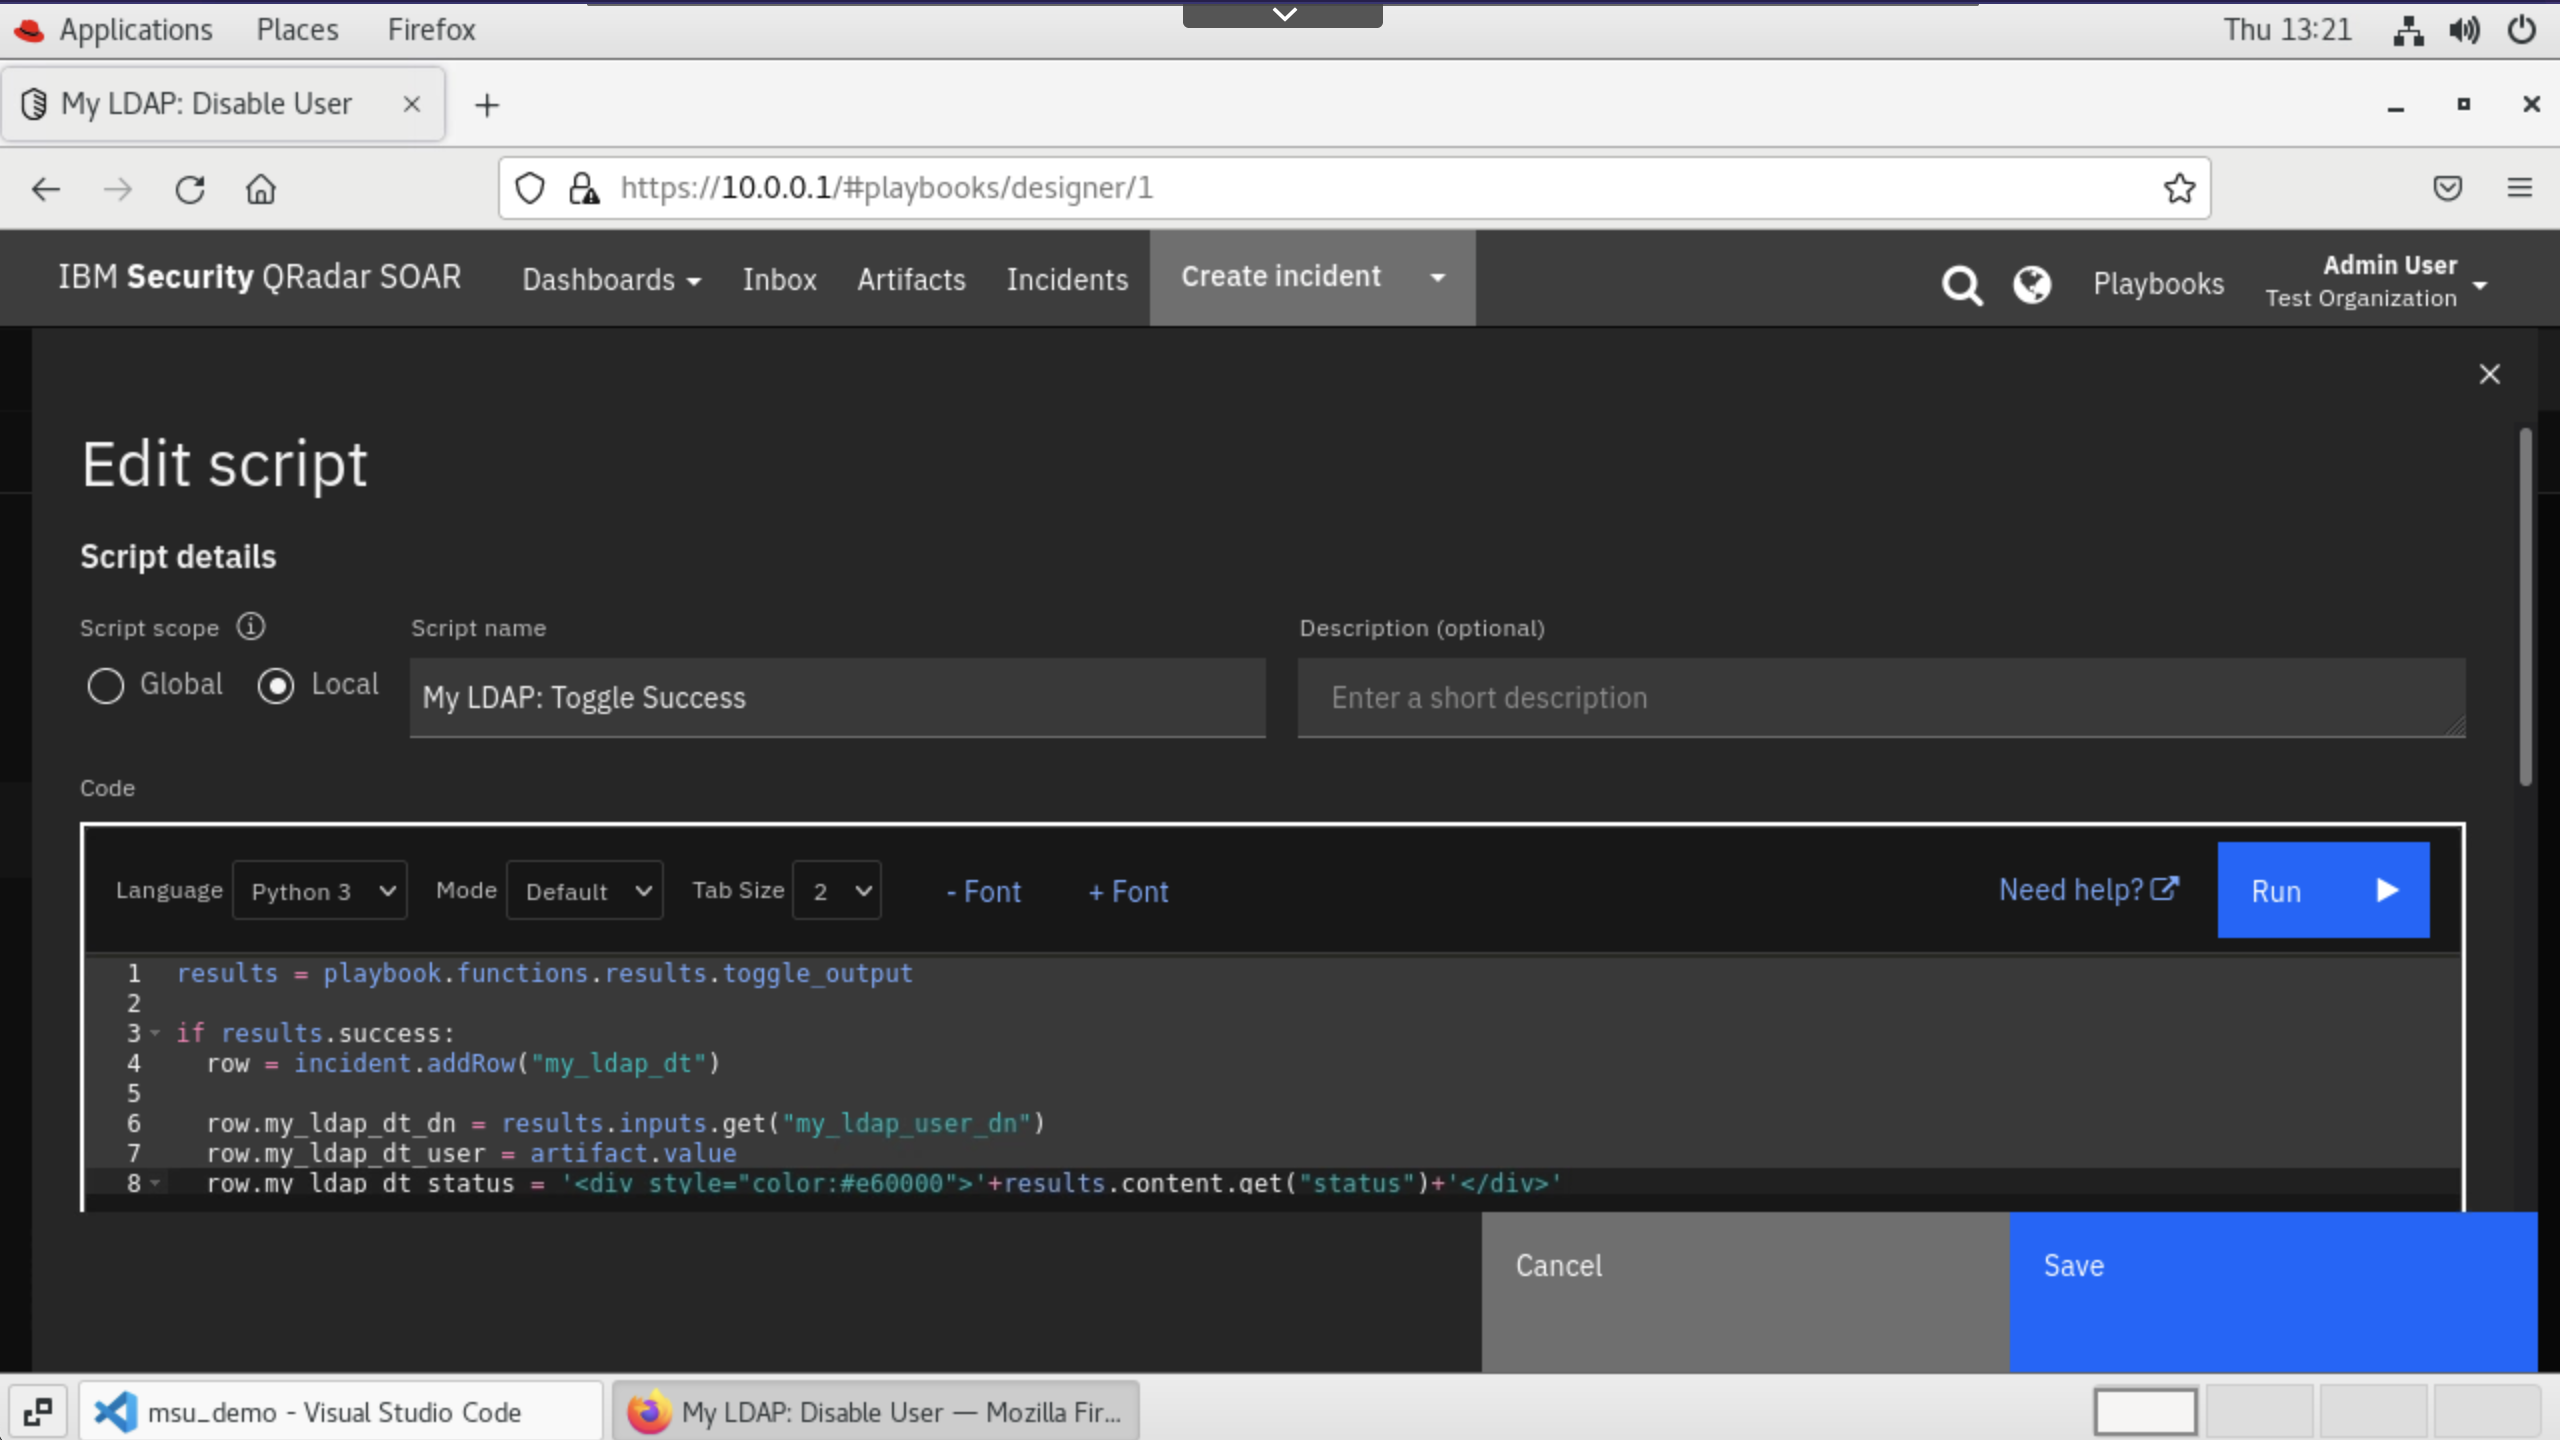 Applications Places Firefox Thu 13:21
My LDAP: Disable User
https://10.0.0.1/#playbooks/designer/1
IBM Security QRadar SOAR Dashboards Inbox Artifacts Incidents Create incident Playbooks Admin User
Test Organization
Edit script
Script details
Script scope Script name Description (optional)
Global Local My LDAP: Toggle Success Enter a short description
Code
Language Python 3 Mode Default Tab Size 2 - Font + Font Need help? Run
1 results = playbook.functions.results.toggle_output
2
3 if results.success:
4 row = incident.addRow("my_ldap_dt")
5
6 row.my_ldap_dt_dn = results.inputs.get("my_ldap_user_dn")
7 row.my_ldap_dt_user = artifact.value
8 row.my_ldap_dt_status = '<div style="color:#e60000">'+results.content.get("status")+'</div>'
Cancel Save
msu_demo - Visual Studio Code My LDAP: Disable User — Mozilla Fir...